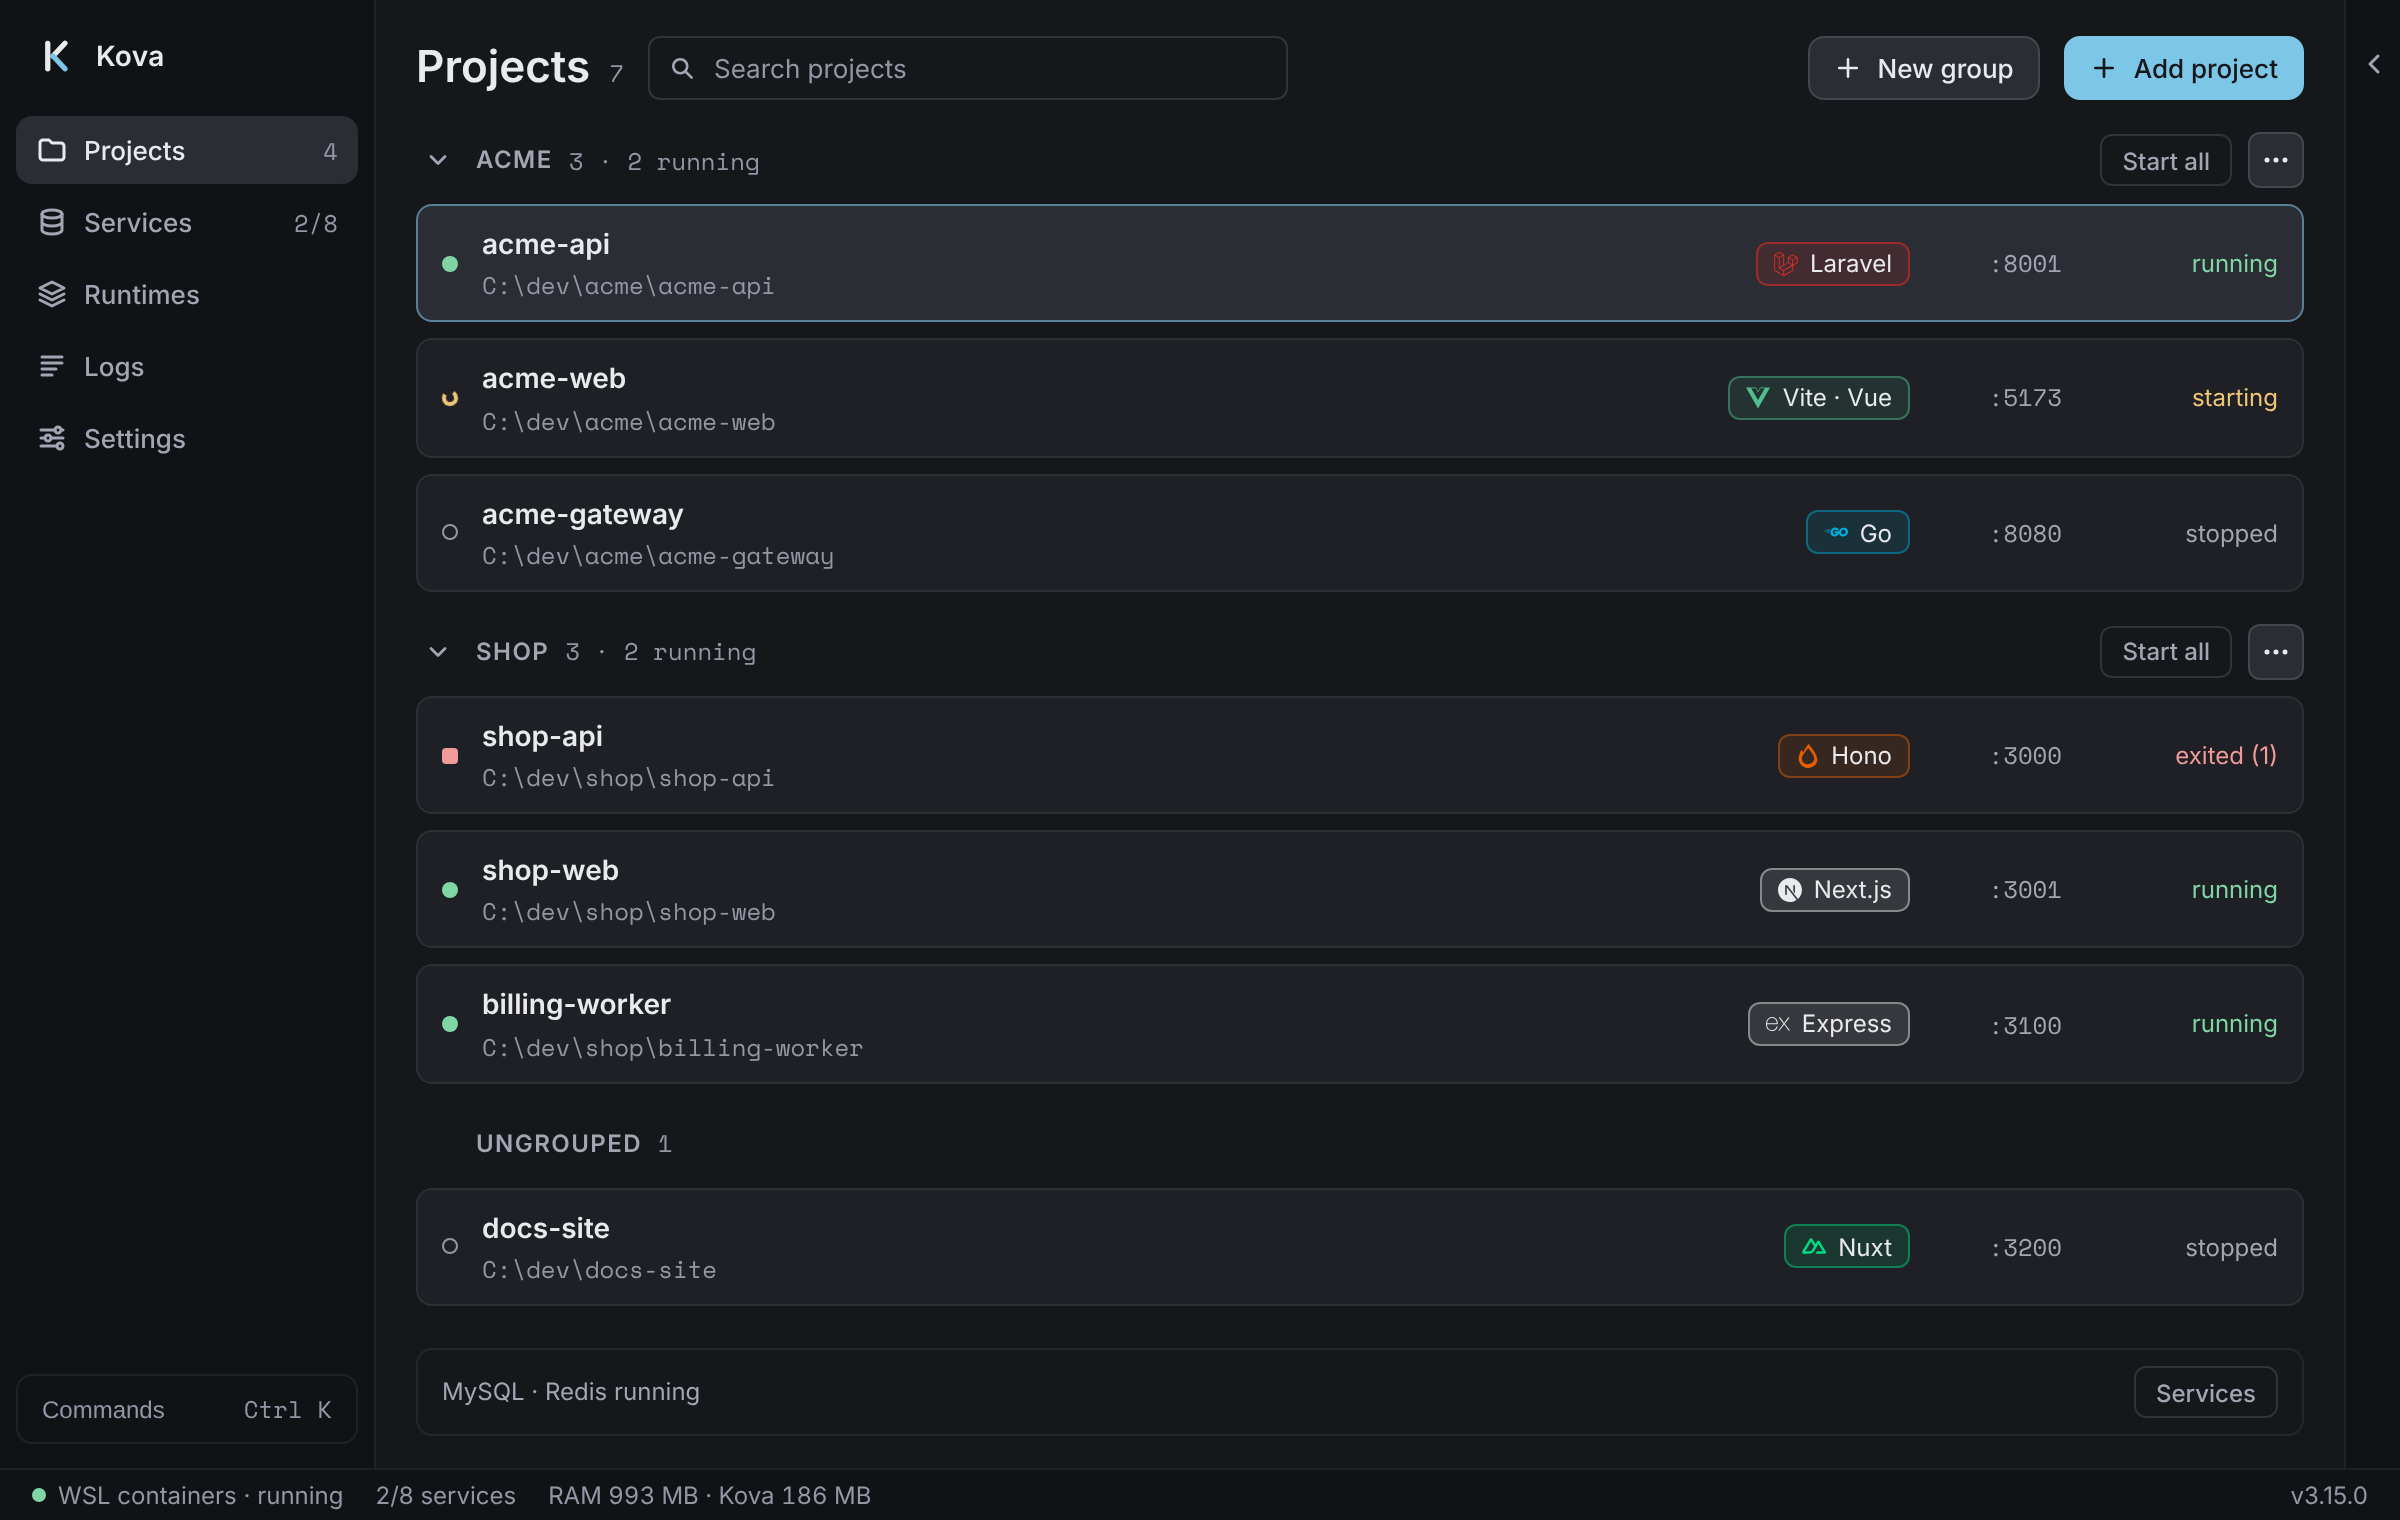 Kova
Projects 4
Services 2/8
Runtimes
Logs
Settings
Commands Ctrl K
Projects 7
Search projects
New group
Add project
ACME 3 · 2 running
Start all
acme-api
C:\dev\acme\acme-api
Laravel
:8001
running
acme-web
C:\dev\acme\acme-web
Vite · Vue
:5173
starting
acme-gateway
C:\dev\acme\acme-gateway
GO
Go
:8080
stopped
SHOP 3 · 2 running
Start all
shop-api
C:\dev\shop\shop-api
Hono
:3000
exited (1)
shop-web
C:\dev\shop\shop-web
N
Next.js
:3001
running
billing-worker
C:\dev\shop\billing-worker
ex
Express
:3100
running
UNGROUPED 1
docs-site
C:\dev\docs-site
Nuxt
:3200
stopped
MySQL · Redis running
Services
WSL containers · running
2/8 services
RAM 993 MB · Kova 186 MB
v3.15.0